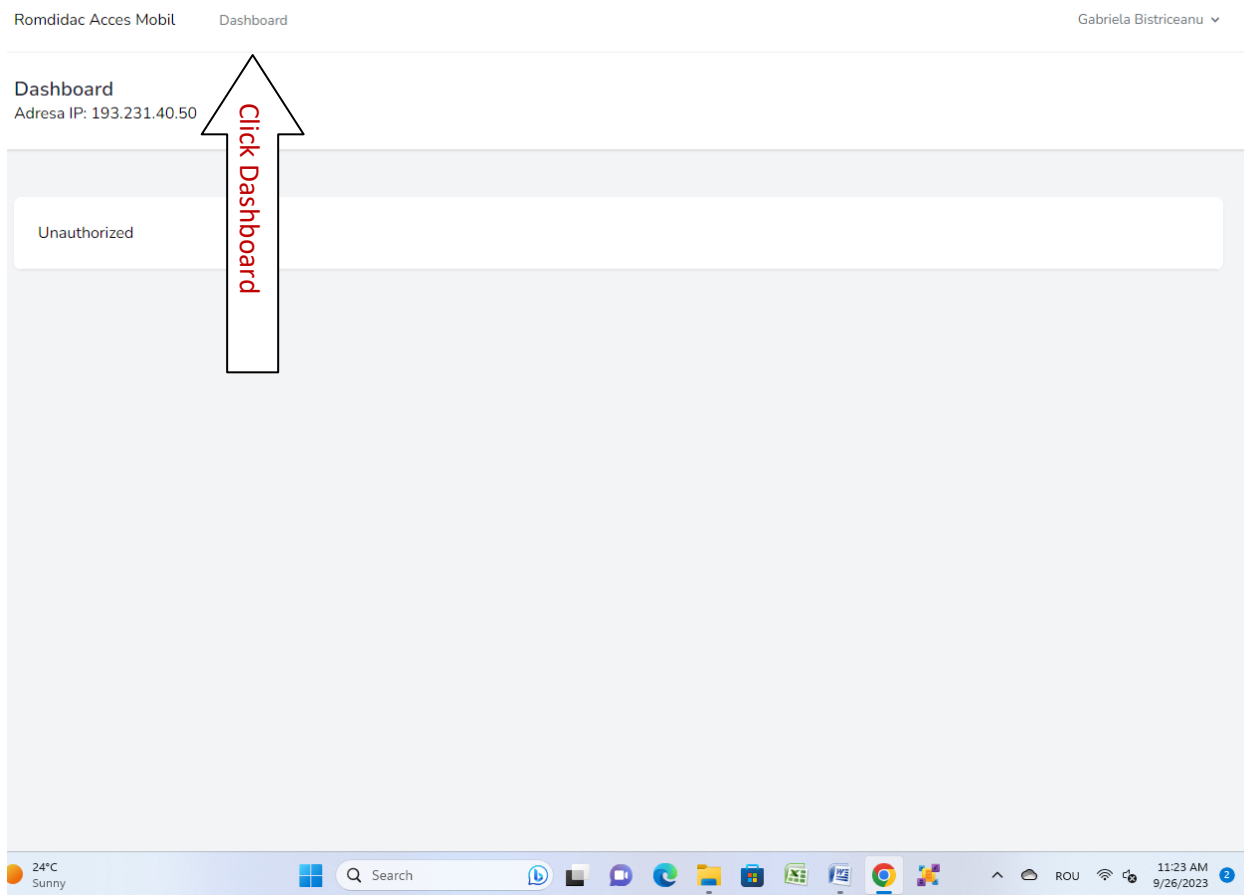 Romdidac Acces Mobil Dashboard Gabriela Bistriceanu
Dashboard
Adresa IP: 193.231.40.50
Click Dashboard
Unauthorized
24°C
Sunny
Search
ROU
11:23 AM
9/26/2023
2